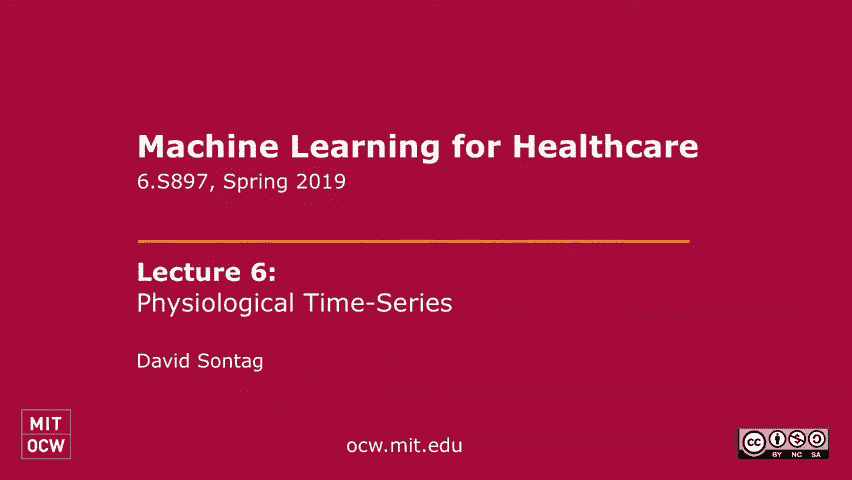 Machine Learning for Healthcare
6.S897, Spring 2019
Lecture 6:
Physiological Time-Series
David Sontag
MIT
OCW
ocw.mit.edu
cc
BY NC SA